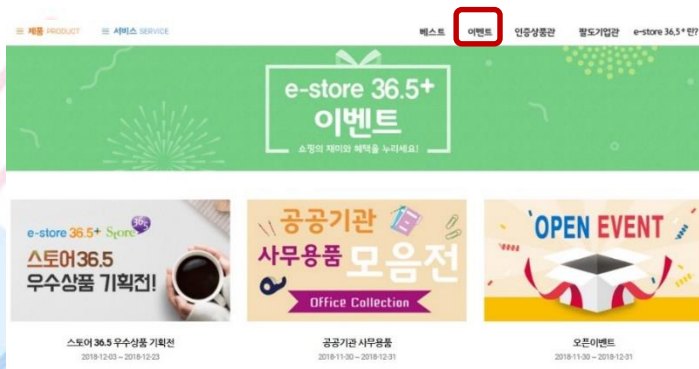 제품 PRODUCT 서비스 SERVICE 베스트 이벤트 인증상품관 팔도기업관 e-store 36.5+란?
e-store 36.5+
이벤트
쇼핑의 재미와 혜택을 누리세요!
e-store 36.5+ Store 36.5
스토어36.5
우수상품 기획전!
공공기관
사무용품 모음전
Office Collection
OPEN EVENT
스토어 36.5 우수상품 기획전
2018-12-03 ~ 2018-12-23
공공기관 사무용품
2018-11-30 ~ 2018-12-31
오픈이벤트
2018-11-30 ~ 2018-12-31